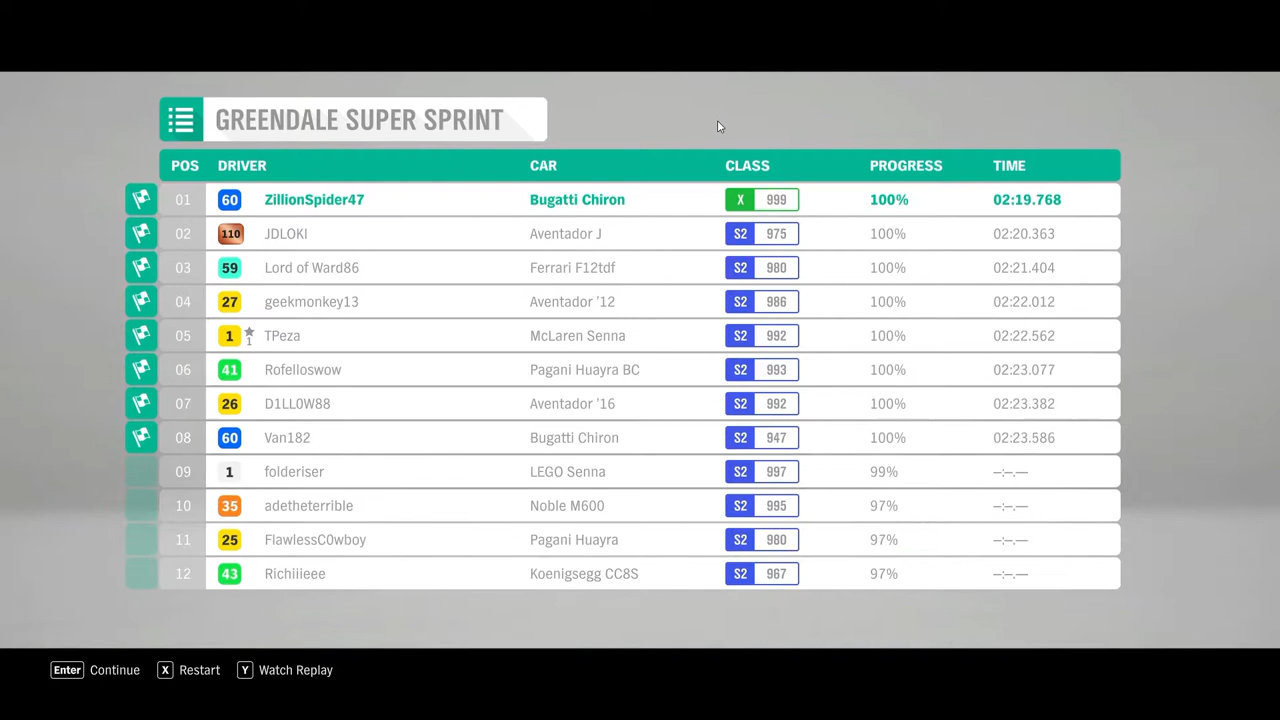 GREENDALE SUPER SPRINT
POS DRIVER CAR CLASS PROGRESS TIME
01 60 ZillionSpider47 Bugatti Chiron X 999 100% 02:19.768
02 110 JDLOKI Aventador J S2 975 100% 02:20.363
03 59 Lord of Ward86 Ferrari F12tdf S2 980 100% 02:21.404
04 27 geekmonkey13 Aventador '12 S2 986 100% 02:22.012
05 1 1 TPeza McLaren Senna S2 992 100% 02:22.562
06 41 Rofelloswow Pagani Huayra BC S2 993 100% 02:23.077
07 26 D1LL0W88 Aventador '16 S2 992 100% 02:23.382
08 60 Van182 Bugatti Chiron S2 947 100% 02:23.586
09 1 folderiser LEGO Senna S2 997 99% –:–.––
10 35 adetheterrible Noble M600 S2 995 97% –:–.––
11 25 FlawlessC0wboy Pagani Huayra S2 980 97% –:–.––
12 43 Richiiieee Koenigsegg CC8S S2 967 97% –:–.––
Enter Continue X Restart Y Watch Replay